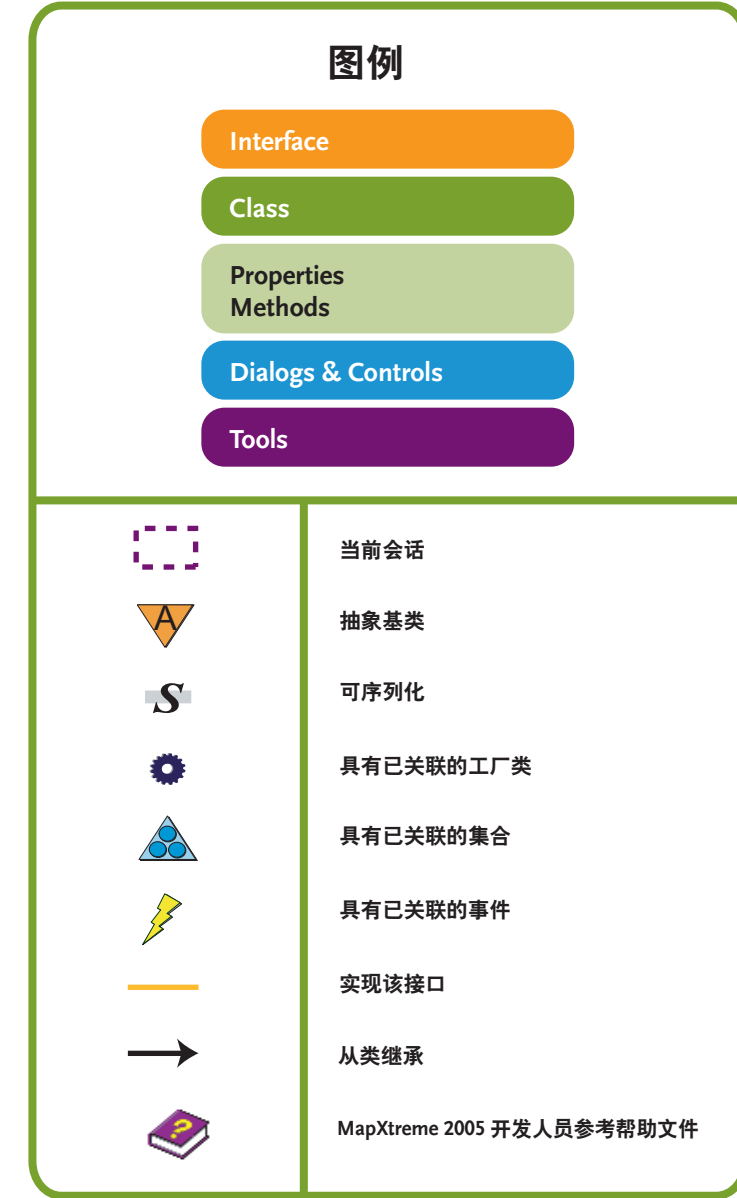 图例
Interface
Class
Properties
Methods
Dialogs & Controls
Tools
当前会话
A
抽象基类
S
可序列化
具有已关联的工厂类
具有已关联的集合
具有已关联的事件
实现该接口
从类继承
?
MapXtreme 2005 开发人员参考帮助文件